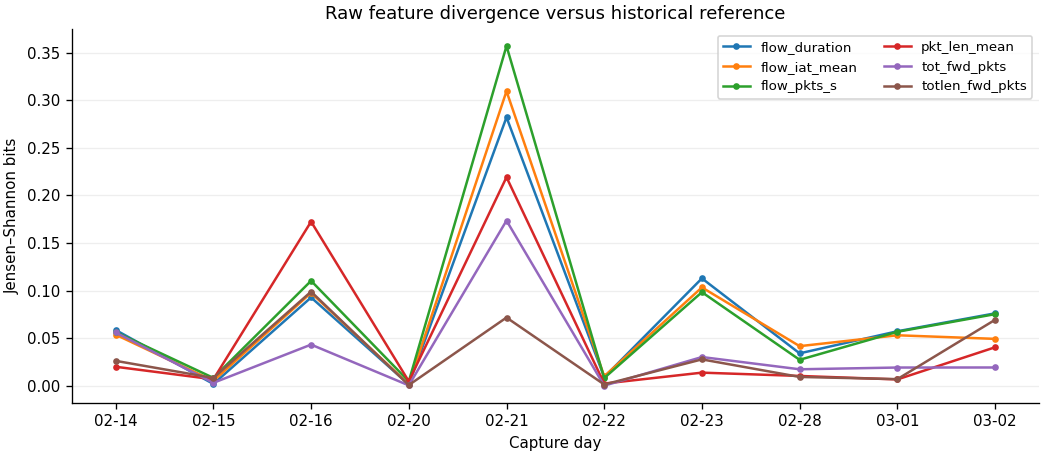 Raw feature divergence versus historical reference
Jensen–Shannon bits
0.35
0.30
0.25
0.20
0.15
0.10
0.05
0.00
flow_duration
flow_iat_mean
flow_pkts_s
pkt_len_mean
tot_fwd_pkts
totlen_fwd_pkts
02-14 02-15 02-16 02-20 02-21 02-22 02-23 02-28 03-01 03-02
Capture day